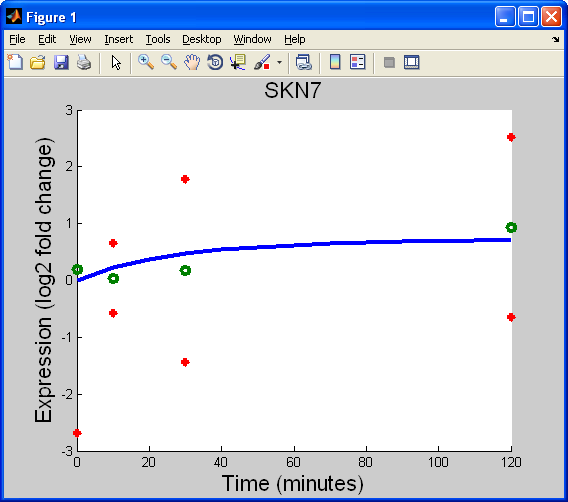 Figure 1
File Edit View Insert Tools Desktop Window Help
SKN7
Expression (log2 fold change)
3
2
1
0
-1
-2
-3
0 20 40 60 80 100 120
Time (minutes)